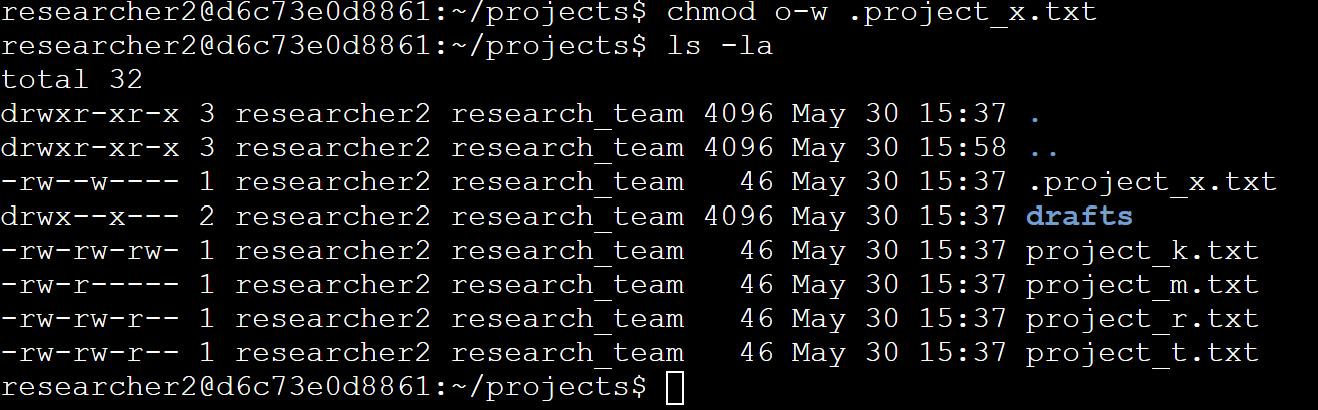 researcher2@d6c73e0d8861:~/projects$ chmod o-w .project_x.txt
researcher2@d6c73e0d8861:~/projects$ ls -la
total 32
drwxr-xr-x 3 researcher2 research_team 4096 May 30 15:37 .
drwxr-xr-x 3 researcher2 research_team 4096 May 30 15:58 ..
-rw--w---- 1 researcher2 research_team   46 May 30 15:37 .project_x.txt
drwx--x--- 2 researcher2 research_team 4096 May 30 15:37 drafts
-rw-rw-rw- 1 researcher2 research_team   46 May 30 15:37 project_k.txt
-rw-r----- 1 researcher2 research_team   46 May 30 15:37 project_m.txt
-rw-rw-r-- 1 researcher2 research_team   46 May 30 15:37 project_r.txt
-rw-rw-r-- 1 researcher2 research_team   46 May 30 15:37 project_t.txt
researcher2@d6c73e0d8861:~/projects$